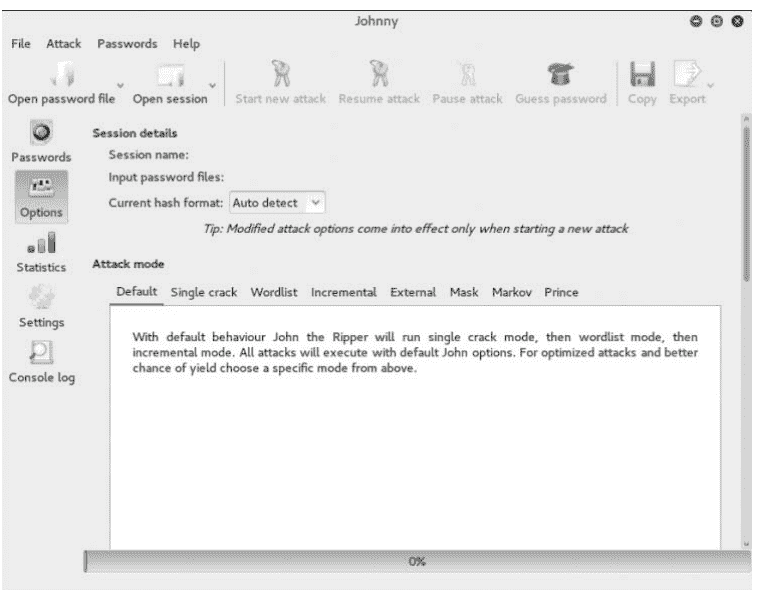 Johnny
File Attack Passwords Help
Open password file Open session Start new attack Resume attack Pause attack Guess password Copy Export
Passwords
Options
Statistics
Settings
Console log
Session details
Session name:
Input password files:
Current hash format: Auto detect
Tip: Modified attack options come into effect only when starting a new attack
Attack mode
Default Single crack Wordlist Incremental External Mask Markov Prince
With default behaviour John the Ripper will run single crack mode, then wordlist mode, then
incremental mode. All attacks will execute with default John options. For optimized attacks and better
chance of yield choose a specific mode from above.
0%